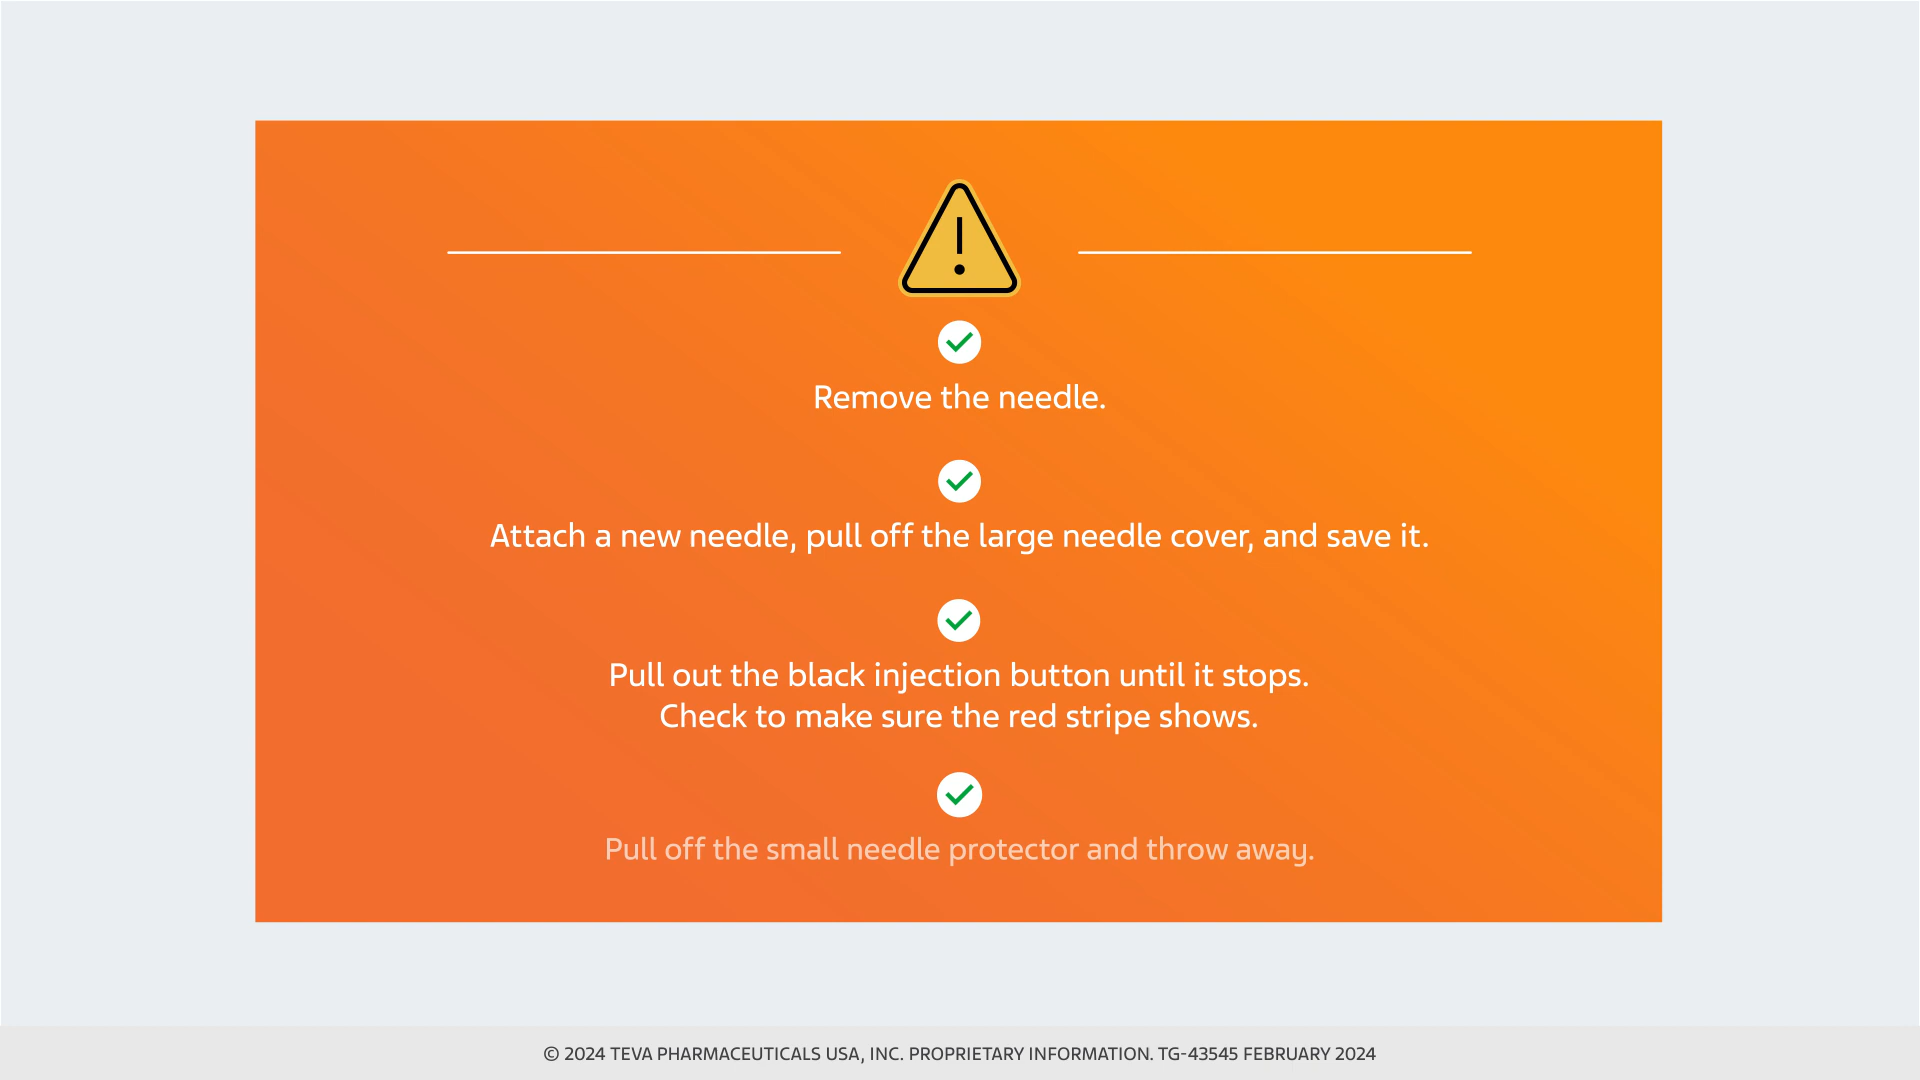 Remove the needle.
Attach a new needle, pull off the large needle cover, and save it.
Pull out the black injection button until it stops.
Check to make sure the red stripe shows.
Pull off the small needle protector and throw away.
© 2024 TEVA PHARMACEUTICALS USA, INC. PROPRIETARY INFORMATION. TG-43545 FEBRUARY 2024